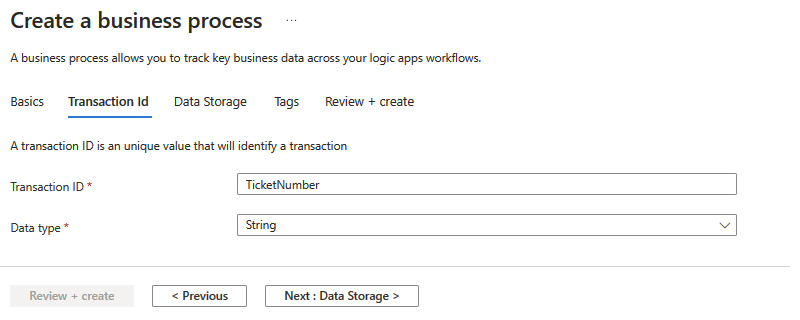 Create a business process ...
A business process allows you to track key business data across your logic apps workflows.
Basics Transaction Id Data Storage Tags Review + create
A transaction ID is an unique value that will identify a transaction
Transaction ID * TicketNumber
Data type * String
Review + create < Previous Next : Data Storage >